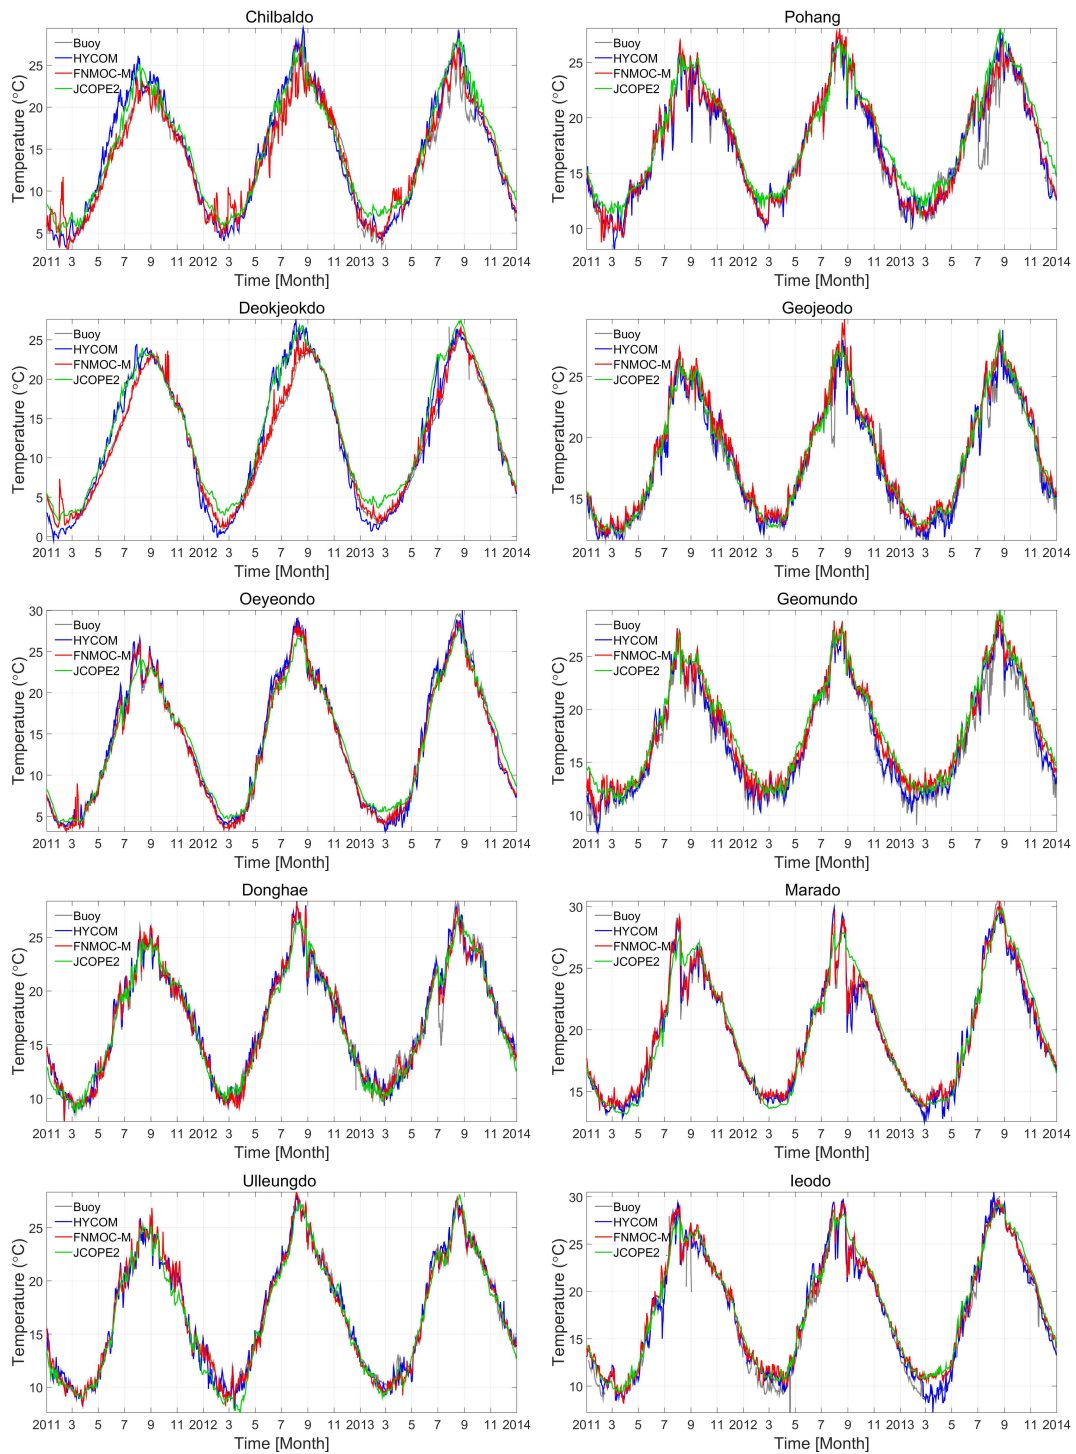 Chilbaldo
Buoy
HYCOM
FNMOC-M
JCOPE2
Temperature (°C)
25
20
15
10
5
2011 3 5 7 9 11 2012 3 5 7 9 11 2013 3 5 7 9 11 2014
Time [Month]
Pohang
Buoy
HYCOM
FNMOC-M
JCOPE2
Temperature (°C)
25
20
15
10
2011 3 5 7 9 11 2012 3 5 7 9 11 2013 3 5 7 9 11 2014
Time [Month]
Deokjeokdo
Buoy
HYCOM
FNMOC-M
JCOPE2
Temperature (°C)
25
20
15
10
5
0
2011 3 5 7 9 11 2012 3 5 7 9 11 2013 3 5 7 9 11 2014
Time [Month]
Geojeodo
Buoy
HYCOM
FNMOC-M
JCOPE2
Temperature (°C)
25
20
15
2011 3 5 7 9 11 2012 3 5 7 9 11 2013 3 5 7 9 11 2014
Time [Month]
Oeyeondo
Buoy
HYCOM
FNMOC-M
JCOPE2
Temperature (°C)
30
25
20
15
10
5
2011 3 5 7 9 11 2012 3 5 7 9 11 2013 3 5 7 9 11 2014
Time [Month]
Geomundo
Buoy
HYCOM
FNMOC-M
JCOPE2
Temperature (°C)
25
20
15
10
2011 3 5 7 9 11 2012 3 5 7 9 11 2013 3 5 7 9 11 2014
Time [Month]
Donghae
Buoy
HYCOM
FNMOC-M
JCOPE2
Temperature (°C)
25
20
15
10
2011 3 5 7 9 11 2012 3 5 7 9 11 2013 3 5 7 9 11 2014
Time [Month]
Marado
Buoy
HYCOM
FNMOC-M
JCOPE2
Temperature (°C)
30
25
20
15
2011 3 5 7 9 11 2012 3 5 7 9 11 2013 3 5 7 9 11 2014
Time [Month]
Ulleungdo
Buoy
HYCOM
FNMOC-M
JCOPE2
Temperature (°C)
25
20
15
10
2011 3 5 7 9 11 2012 3 5 7 9 11 2013 3 5 7 9 11 2014
Time [Month]
Ieodo
Buoy
HYCOM
FNMOC-M
JCOPE2
Temperature (°C)
30
25
20
15
10
2011 3 5 7 9 11 2012 3 5 7 9 11 2013 3 5 7 9 11 2014
Time [Month]